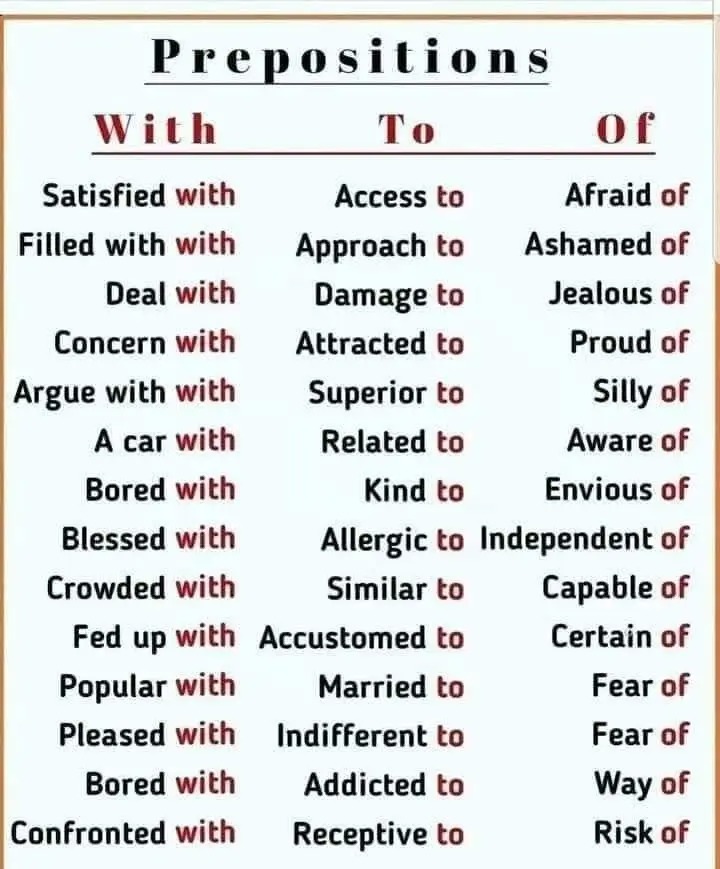 Prepositions
With To Of
Satisfied with Access to Afraid of
Filled with with Approach to Ashamed of
Deal with Damage to Jealous of
Concern with Attracted to Proud of
Argue with with Superior to Silly of
A car with Related to Aware of
Bored with Kind to Envious of
Blessed with Allergic to Independent of
Crowded with Similar to Capable of
Fed up with Accustomed to Certain of
Popular with Married to Fear of
Pleased with Indifferent to Fear of
Bored with Addicted to Way of
Confronted with Receptive to Risk of